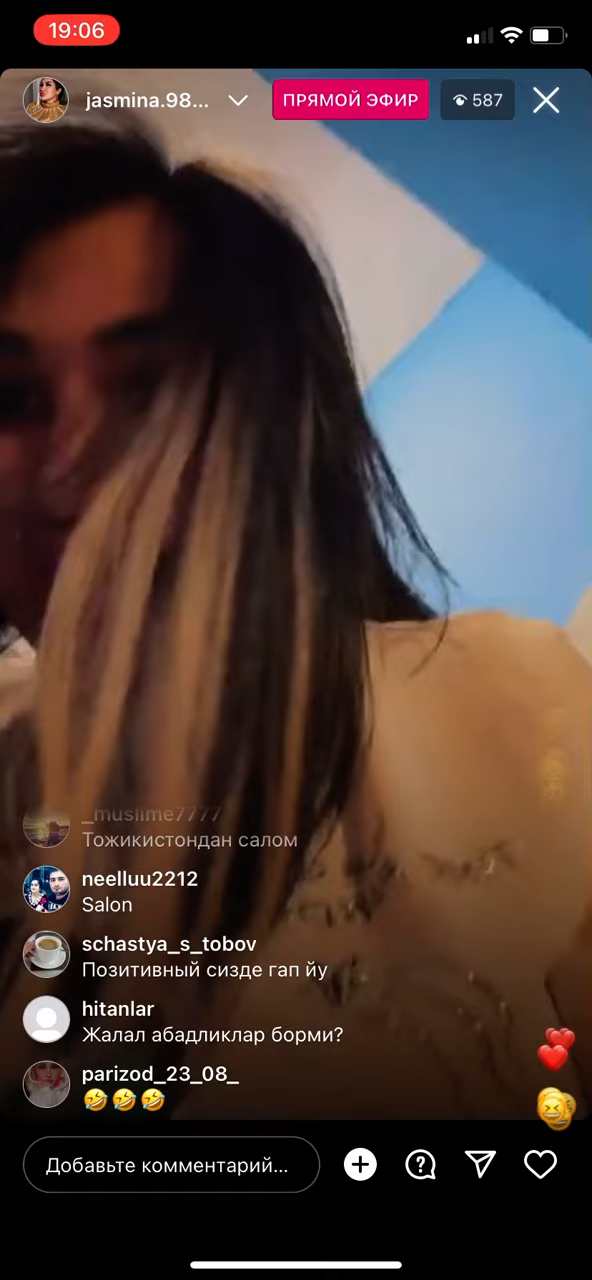 19:06
jasmina.98...
ПРЯМОЙ ЭФИР
587
_muslime7777
Тожикистондан салом
neelluu2212
Salon
schastya_s_tobov
Позитивный сизде гап йу
hitanlar
Жалал абадликлар борми?
parizod_23_08_
🤣🤣🤣
Добавьте комментарий...